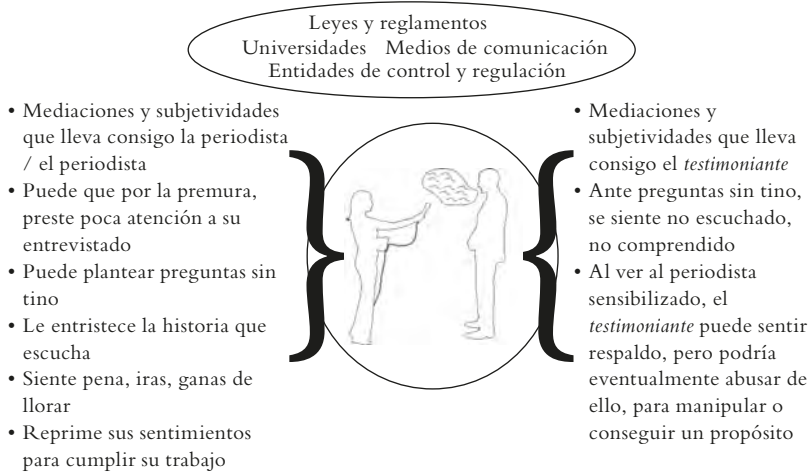 Leyes y reglamentos
Universidades Medios de comunicación
Entidades de control y regulación
• Mediaciones y subjetividades
que lleva consigo la periodista
/ el periodista
• Puede que por la premura,
preste poca atención a su
entrevistado
• Puede plantear preguntas sin
tino
• Le entristece la historia que
escucha
• Siente pena, iras, ganas de
llorar
• Reprime sus sentimientos
para cumplir su trabajo
• Mediaciones y
subjetividades que lleva
consigo el testimoniante
• Ante preguntas sin tino,
se siente no escuchado,
no comprendido
• Al ver al periodista
sensibilizado, el
testimoniante puede sentir
respaldo, pero podría
eventualmente abusar de
ello, para manipular o
conseguir un propósito